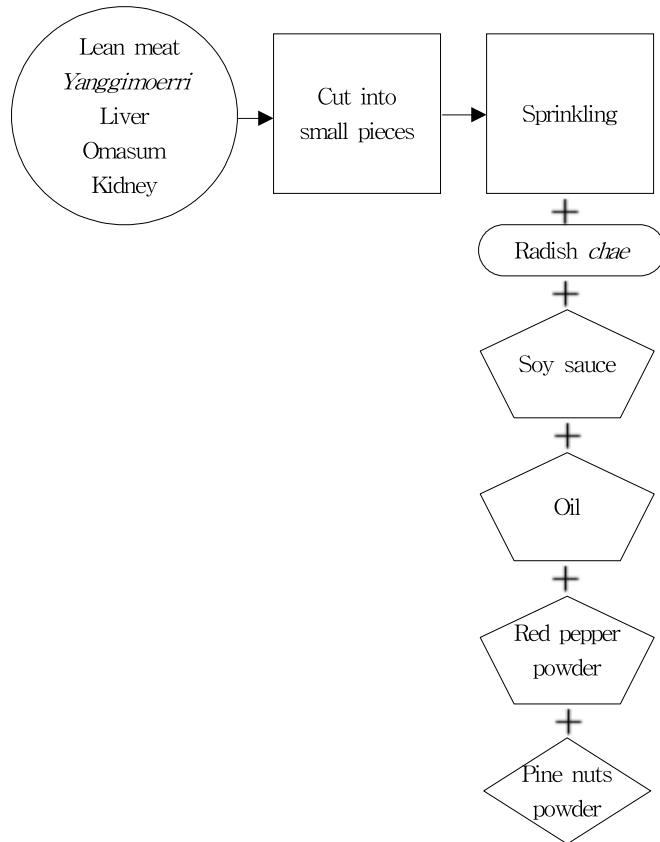 Lean meat
Yanggimoerri
Liver
Omasum
Kidney
Cut into
small pieces
Sprinkling
+
Radish chae
+
Soy sauce
+
Oil
+
Red pepper
powder
+
Pine nuts
powder